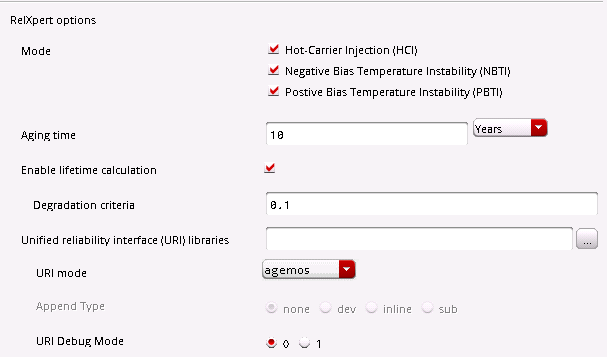 RelXpert options
Mode
Hot-Carrier Injection (HCI)
Negative Bias Temperature Instability (NBTI)
Postive Bias Temperature Instability (PBTI)
Aging time 10 Years
Enable lifetime calculation
Degradation criteria 0.1
Unified reliability interface (URI) libraries ...
URI mode agemos
Append Type none dev inline sub
URI Debug Mode 0 1